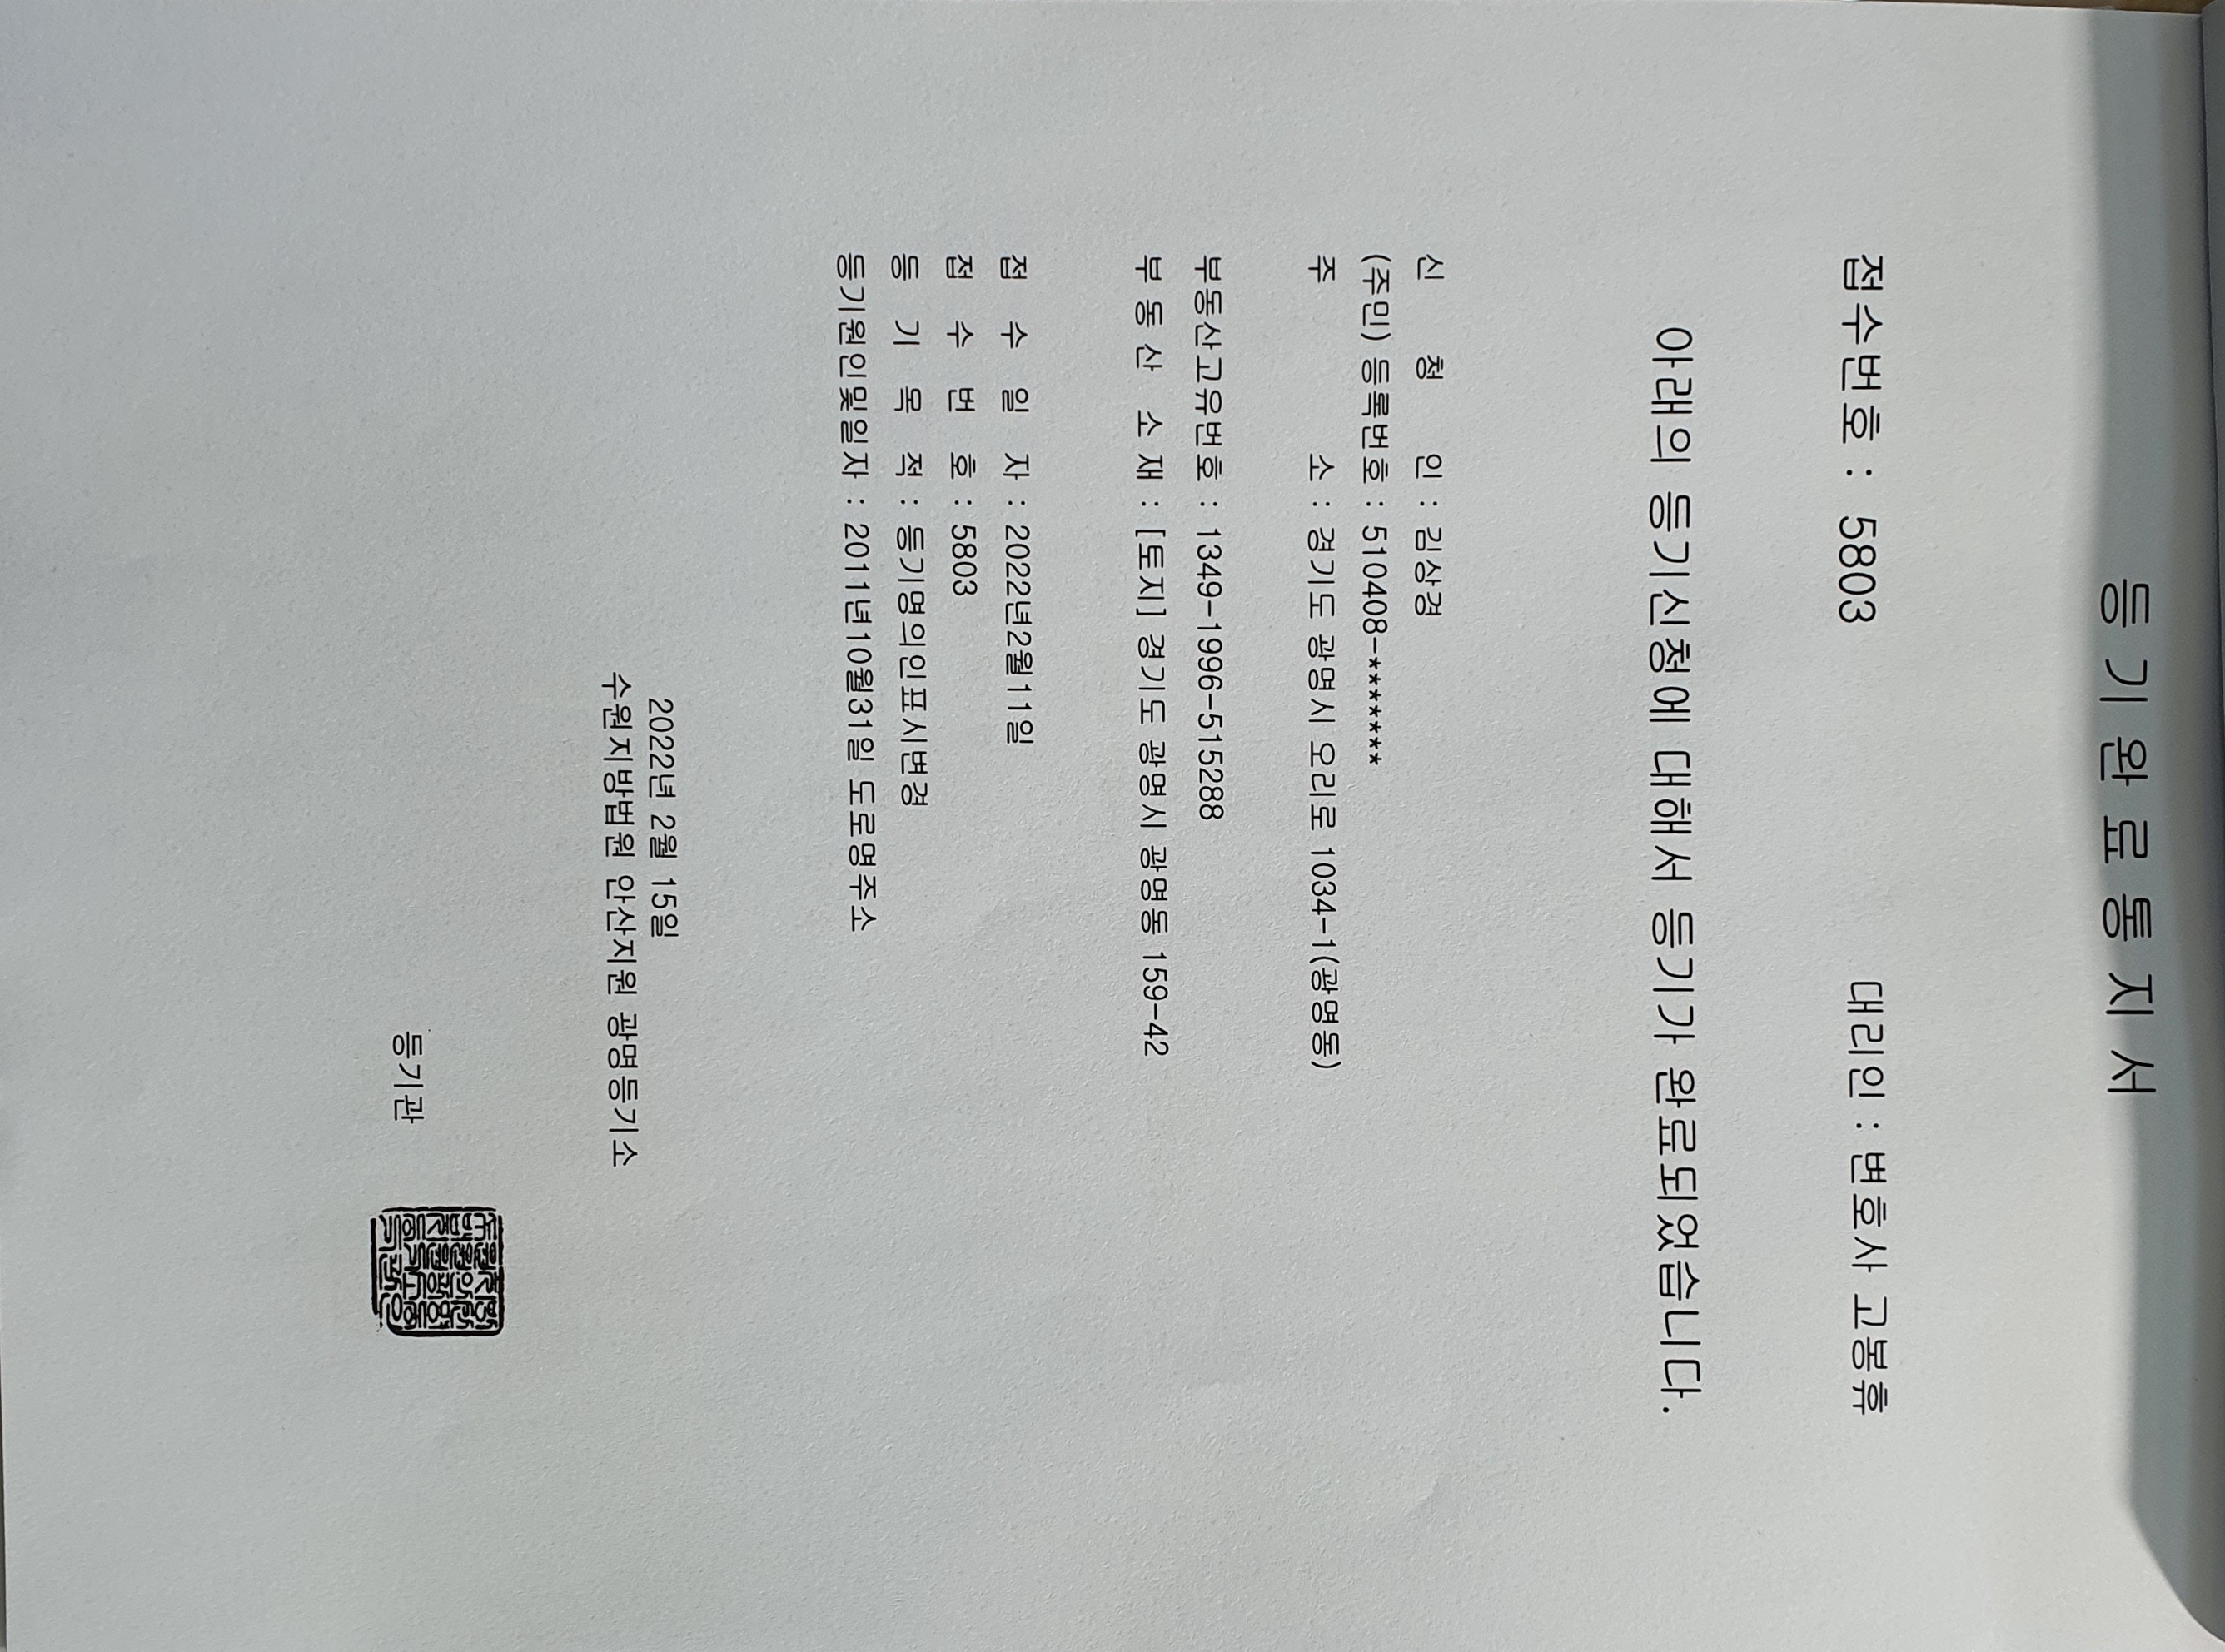 등 기 완 료 통 지 서
접수번호 : 5803 대리인 : 변호사 고봉휴
아래의 등기신청에 대해서 등기가 완료되었습니다.
신 청 인 : 김상경
(주민) 등록번호 : 510408-*******
주 소 : 경기도 광명시 오리로 1034-1(광명동)
부동산고유번호 : 1349-1996-515288
부 동 산 소 재 : [토지] 경기도 광명시 광명동 159-42
접 수 일 자 : 2022년2월11일
접 수 번 호 : 5803
등 기 목 적 : 등기명의인표시변경
등기원인및일자 : 2011년10월31일 도로명주소
2022년 2월 15일
수원지방법원 안산지원 광명등기소
등기관